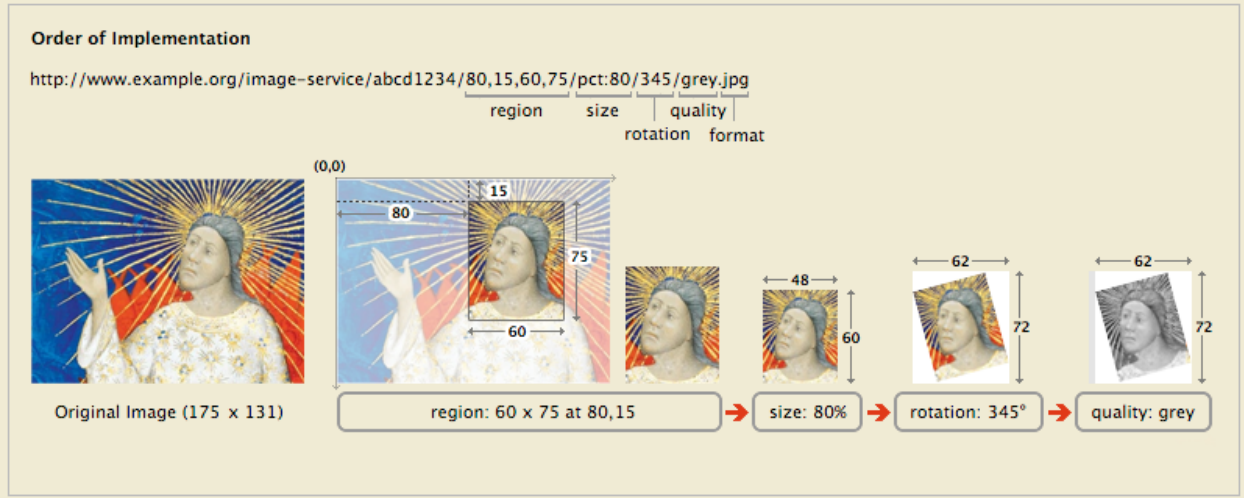 Order of Implementation
http://www.example.org/image-service/abcd1234/80,15,60,75/pct:80/345/grey.jpg
region size quality
rotation format
(0,0)
15
80
75
60
48
60
62
72
62
72
Original Image (175 x 131)
region: 60 x 75 at 80,15
size: 80%
rotation: 345°
quality: grey